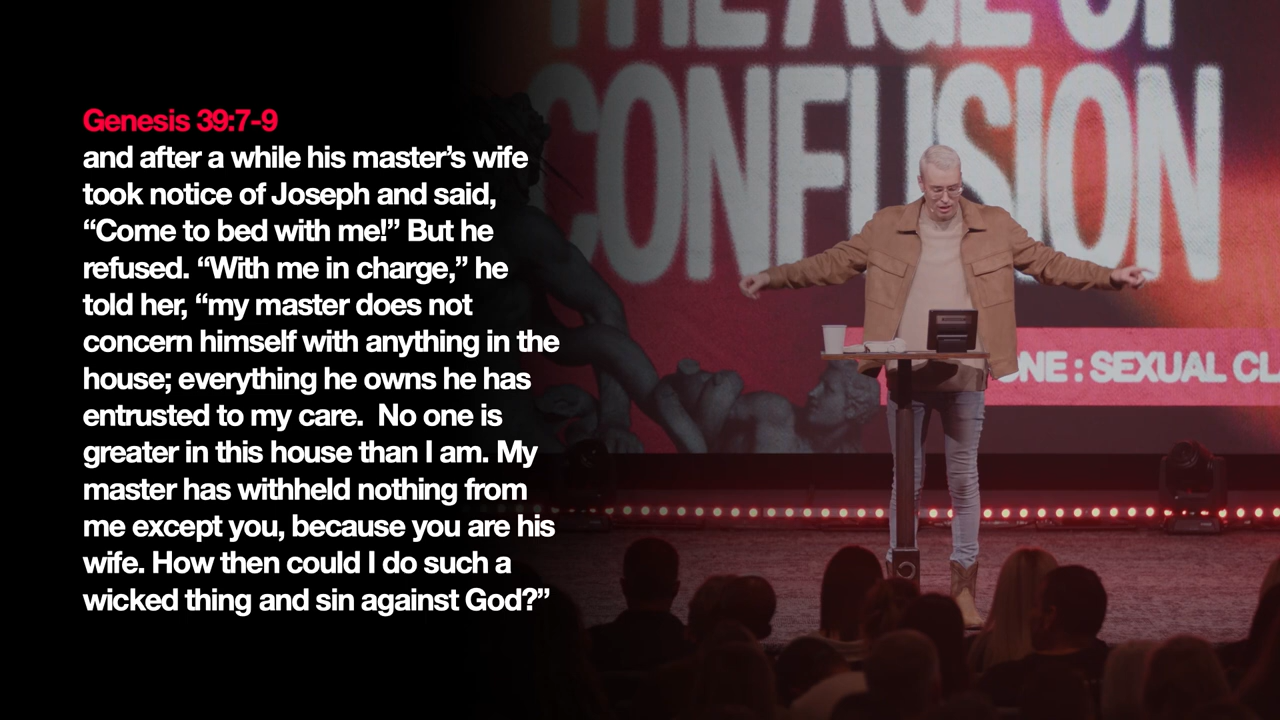 Genesis 39:7-9
and after a while his master’s wife
took notice of Joseph and said,
“Come to bed with me!” But he
refused. “With me in charge,” he
told her, “my master does not
concern himself with anything in the
house; everything he owns he has
entrusted to my care.  No one is
greater in this house than I am. My
master has withheld nothing from
me except you, because you are his
wife. How then could I do such a
wicked thing and sin against God?”
THE AGE OF
CONFUSION
ONE : SEXUAL